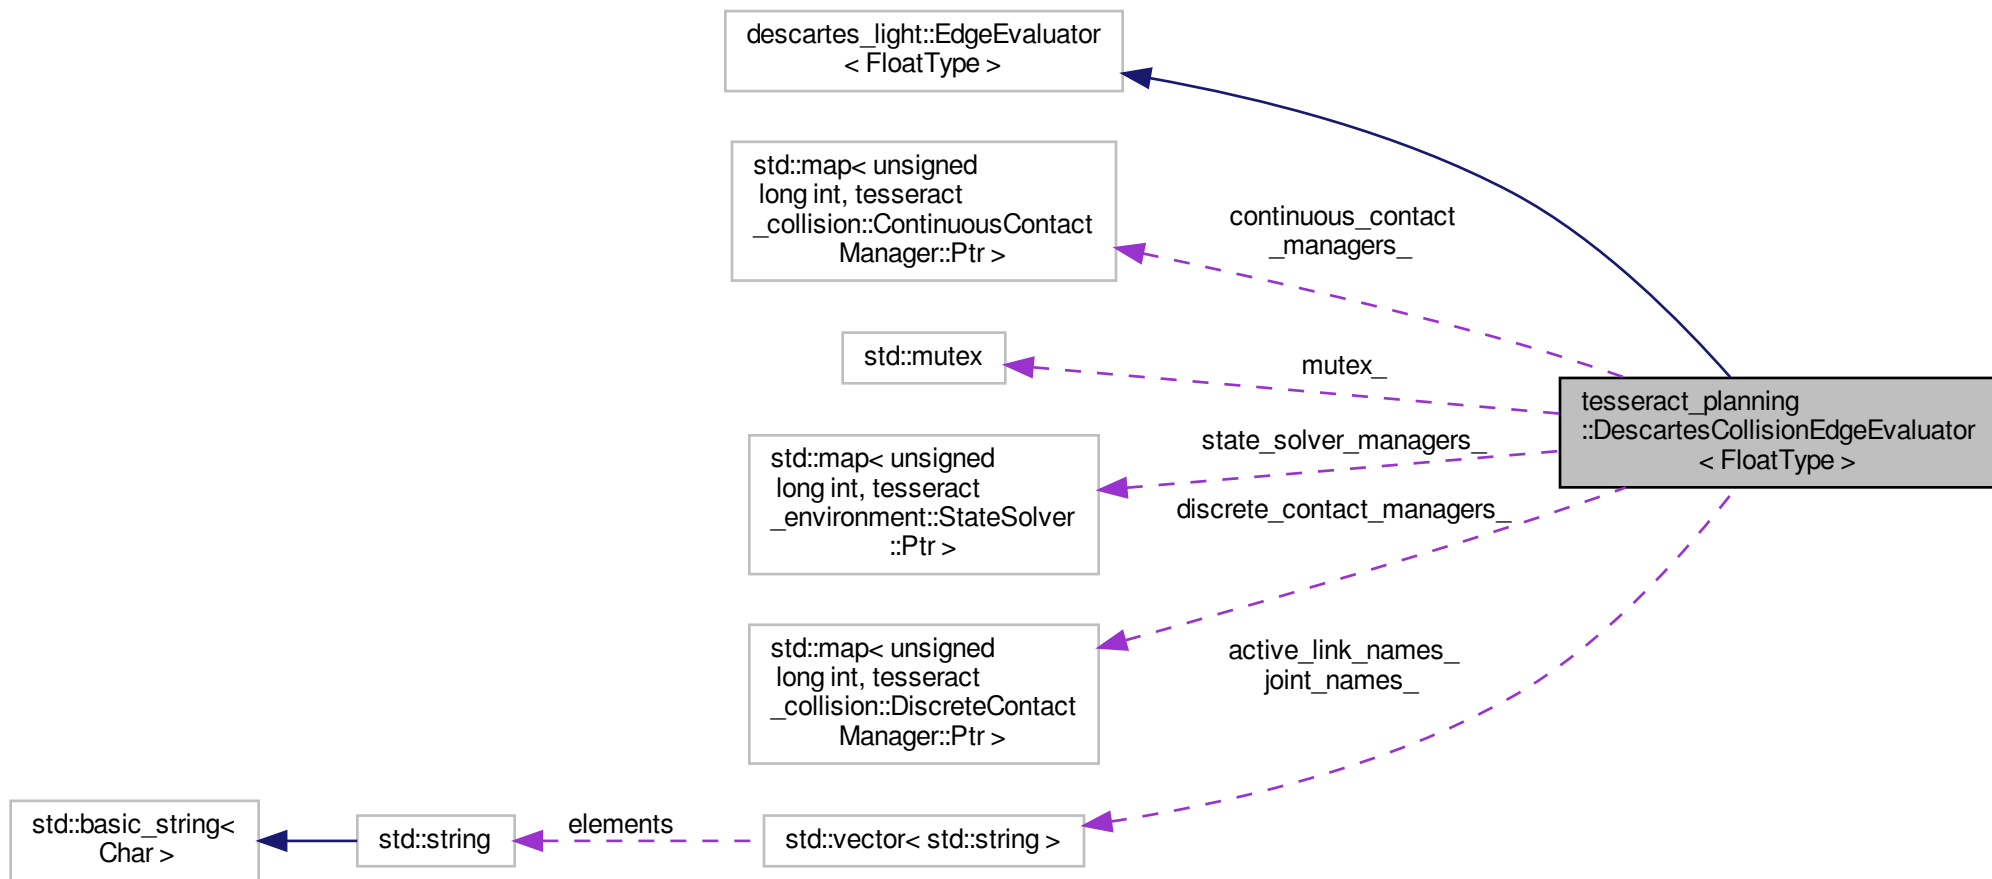 descartes_light::EdgeEvaluator
< FloatType >
std::map< unsigned
long int, tesseract
_collision::ContinuousContact
Manager::Ptr >
continuous_contact
_managers_
std::mutex
mutex_
tesseract_planning
::DescartesCollisionEdgeEvaluator
< FloatType >
std::map< unsigned
long int, tesseract
_environment::StateSolver
::Ptr >
state_solver_managers_
discrete_contact_managers_
std::map< unsigned
long int, tesseract
_collision::DiscreteContact
Manager::Ptr >
active_link_names_
joint_names_
std::basic_string<
Char >
std::string
elements
std::vector< std::string >